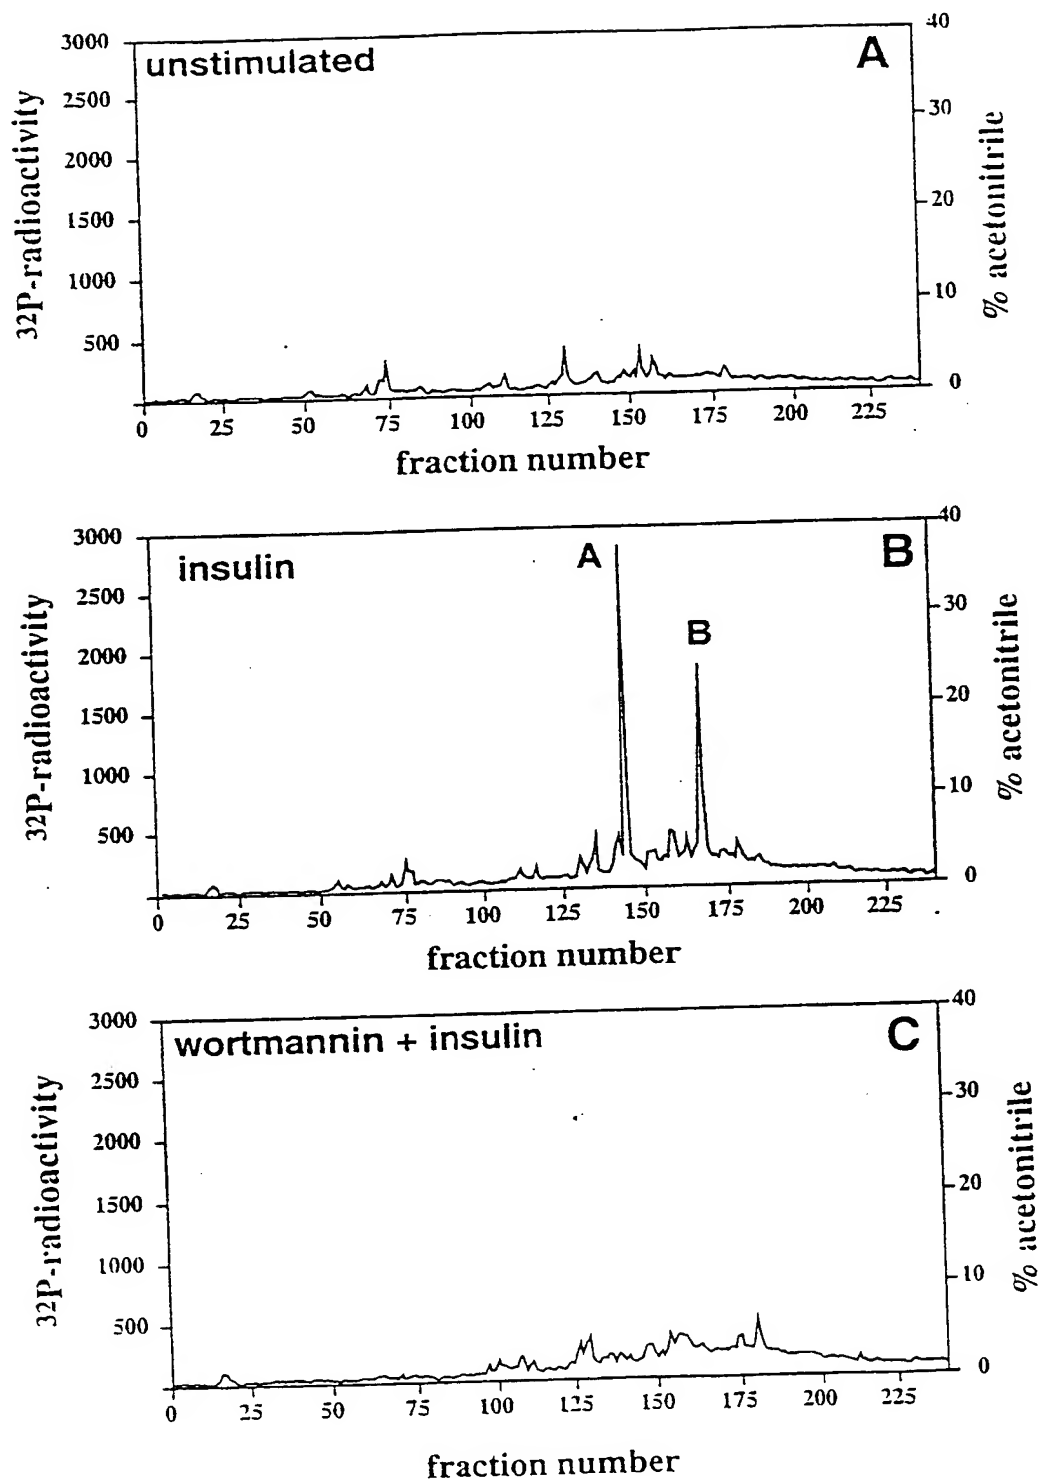 40
3000
unstimulated
A
2500
30
2000
32P-radioactivity
% acetonitrile
1500
20
1000
10
500
0
0 25 50 75 100 125 150 175 200 225
fraction number
40
3000
insulin
A
B
2500
30
B
2000
32P-radioactivity
% acetonitrile
20
1500
1000
10
500
0
0 25 50 75 100 125 150 175 200 225
fraction number
40
3000
wortmannin + insulin
C
2500
30
2000
32P-radioactivity
% acetonitrile
1500
20
1000
10
500
0
0 25 50 75 100 125 150 175 200 225
fraction number